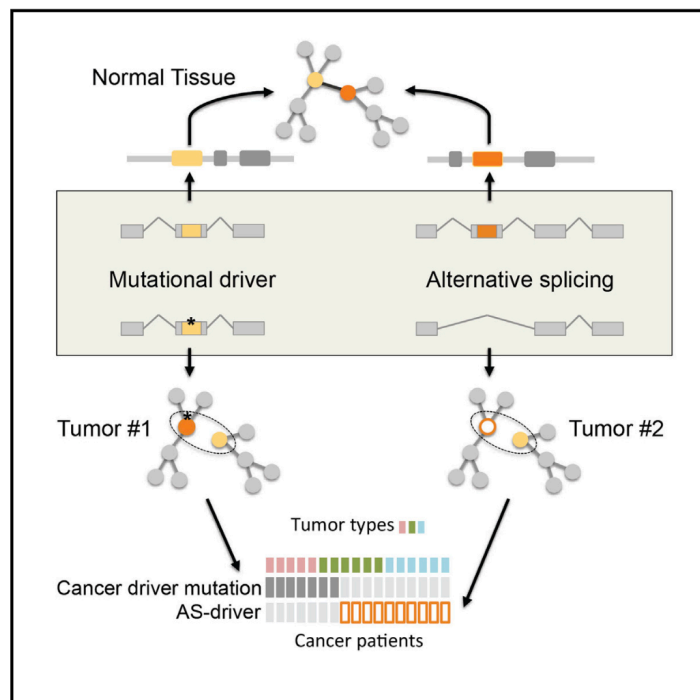 Normal Tissue
Mutational driver
Alternative splicing
*
Tumor #1
*
Tumor #2
Tumor types
Cancer driver mutation
AS-driver
Cancer patients